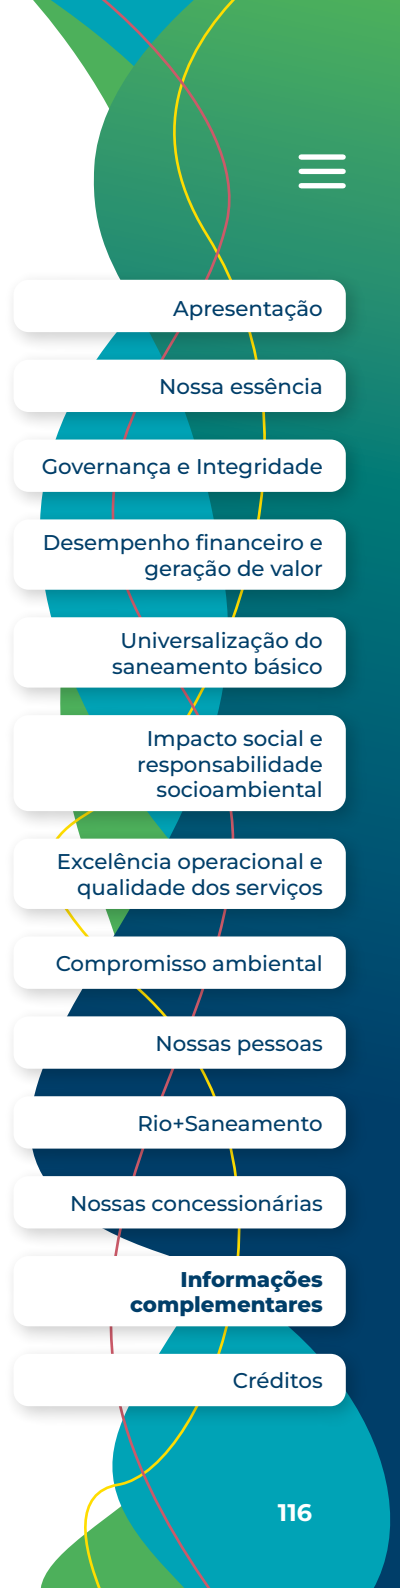 Apresentação
Nossa essência
Governança e Integridade
Desempenho financeiro e
geração de valor
Universalização do
saneamento básico
Impacto social e
responsabilidade
socioambiental
Excelência operacional e
qualidade dos serviços
Compromisso ambiental
Nossas pessoas
Rio+Saneamento
Nossas concessionárias
Informações
complementares
Créditos
116